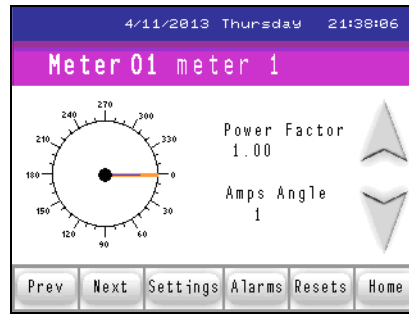 4/11/2013 Thursday 21:38:06
Meter 01 meter 1
270
240 300
210 330
180 0
150 30
120 60
90
Power Factor
1.00
Amps Angle
1
Prev Next Settings Alarms Resets Home